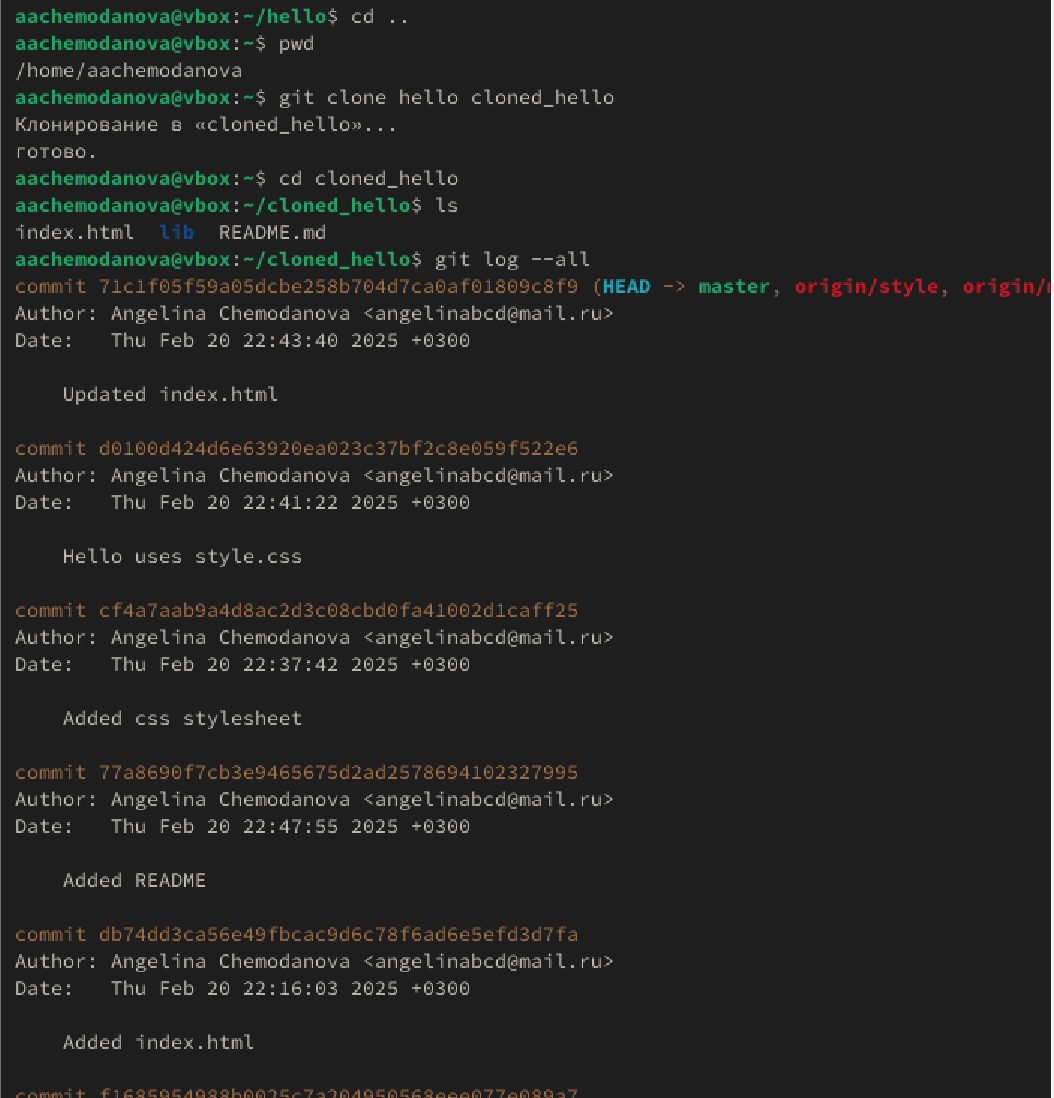 aachemodanova@vbox:~/hello$ cd ..
aachemodanova@vbox:~$ pwd
/home/aachemodanova
aachemodanova@vbox:~$ git clone hello cloned_hello
Клонирование в «cloned_hello»...
готово.
aachemodanova@vbox:~$ cd cloned_hello
aachemodanova@vbox:~/cloned_hello$ ls
index.html  lib  README.md
aachemodanova@vbox:~/cloned_hello$ git log --all
commit 71c1f05f59a05dcbe258b704d7ca0af01809c8f9 (HEAD -> master, origin/style,
Author: Angelina Chemodanova <angelinabcd@mail.ru>
Date:   Thu Feb 20 22:43:40 2025 +0300
Updated index.html
commit d0100d424d6e63920ea023c37bf2c8e059f522e6
Author: Angelina Chemodanova <angelinabcd@mail.ru>
Date:   Thu Feb 20 22:41:22 2025 +0300
Hello uses style.css
commit cf4a7aab9a4d8ac2d3c08cbd0fa41002d1caff25
Author: Angelina Chemodanova <angelinabcd@mail.ru>
Date:   Thu Feb 20 22:37:42 2025 +0300
Added css stylesheet
commit 77a8690f7cb3e9465675d2ad2578694102327995
Author: Angelina Chemodanova <angelinabcd@mail.ru>
Date:   Thu Feb 20 22:47:55 2025 +0300
Added README
commit db74dd3ca56e49fbcac9d6c78f6ad6e5efd3d7fa
Author: Angelina Chemodanova <angelinabcd@mail.ru>
Date:   Thu Feb 20 22:16:03 2025 +0300
Added index.html
commit